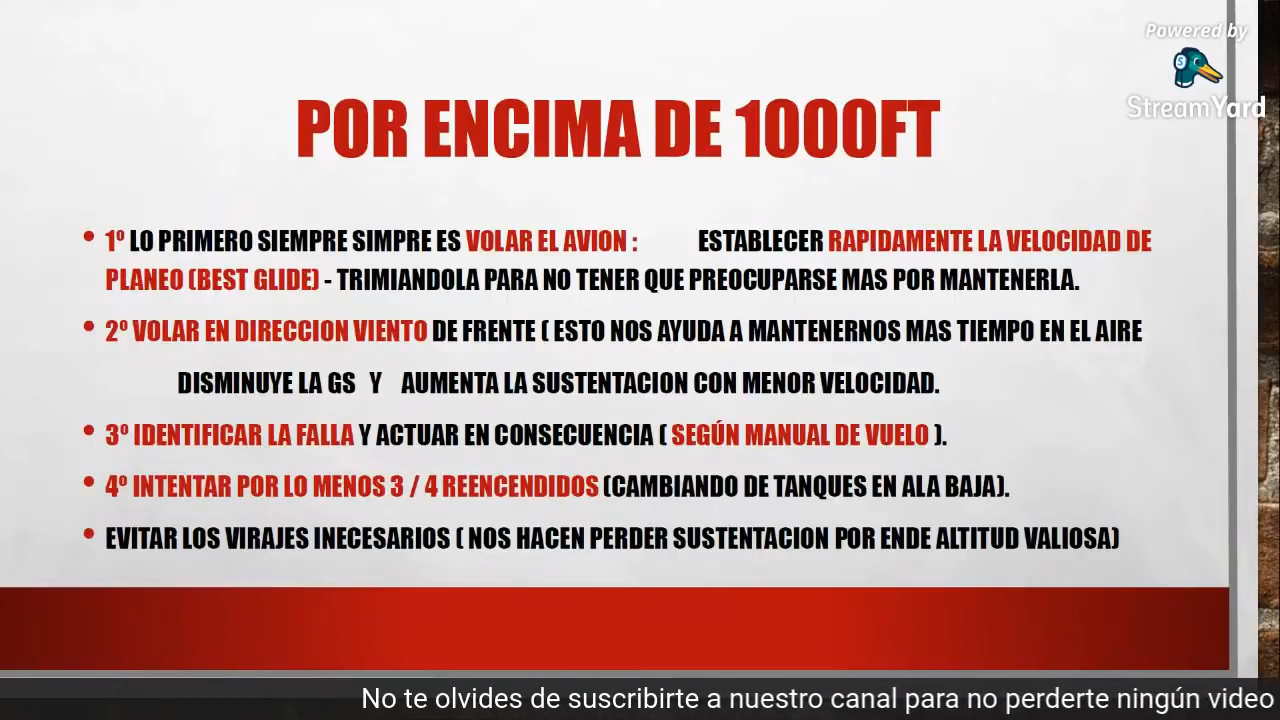 Powered by
StreamYard
POR ENCIMA DE 1000FT
• 1º LO PRIMERO SIEMPRE SIMPRE ES VOLAR EL AVION : ESTABLECER RAPIDAMENTE LA VELOCIDAD DE
PLANEO (BEST GLIDE) - TRIMIANDOLA PARA NO TENER QUE PREOCUPARSE MAS POR MANTENERLA.
• 2º VOLAR EN DIRECCION VIENTO DE FRENTE ( ESTO NOS AYUDA A MANTENERNOS MAS TIEMPO EN EL AIRE
DISMINUYE LA GS Y AUMENTA LA SUSTENTACION CON MENOR VELOCIDAD.
• 3º IDENTIFICAR LA FALLA Y ACTUAR EN CONSECUENCIA ( SEGÚN MANUAL DE VUELO ).
• 4º INTENTAR POR LO MENOS 3 / 4 REENCENDIDOS (CAMBIANDO DE TANQUES EN ALA BAJA).
• EVITAR LOS VIRAJES INECESARIOS ( NOS HACEN PERDER SUSTENTACION POR ENDE ALTITUD VALIOSA)
No te olvides de suscribirte a nuestro canal para no perderte ningún video